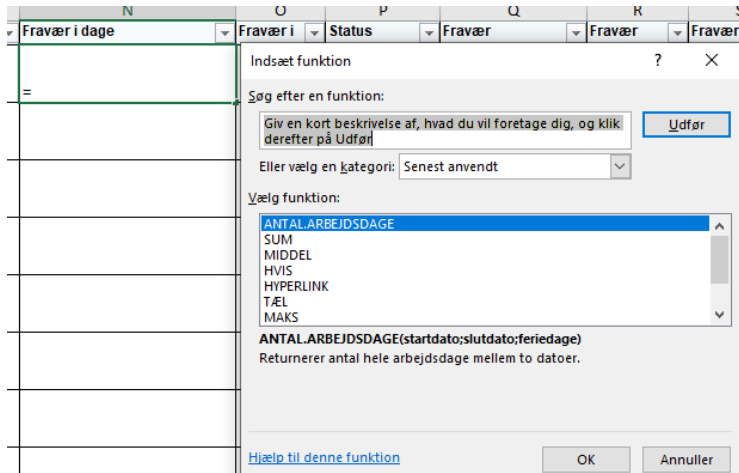 N O P Q R S
Fravær i dage Fravær i Status Fravær Fravær Fravær
Indsæt funktion ? ×
=
Søg efter en funktion:
Giv en kort beskrivelse af, hvad du vil foretage dig, og klik
derefter på Udfør
Udfør
Eller vælg en kategori: Senest anvendt
Vælg funktion:
ANTAL.ARBEJDSDAGE
SUM
MIDDEL
HVIS
HYPERLINK
TÆL
MAKS
ANTAL.ARBEJDSDAGE(startdato;slutdato;feriedage)
Returnerer antal hele arbejdsdage mellem to datoer.
Hjælp til denne funktion OK Annuller